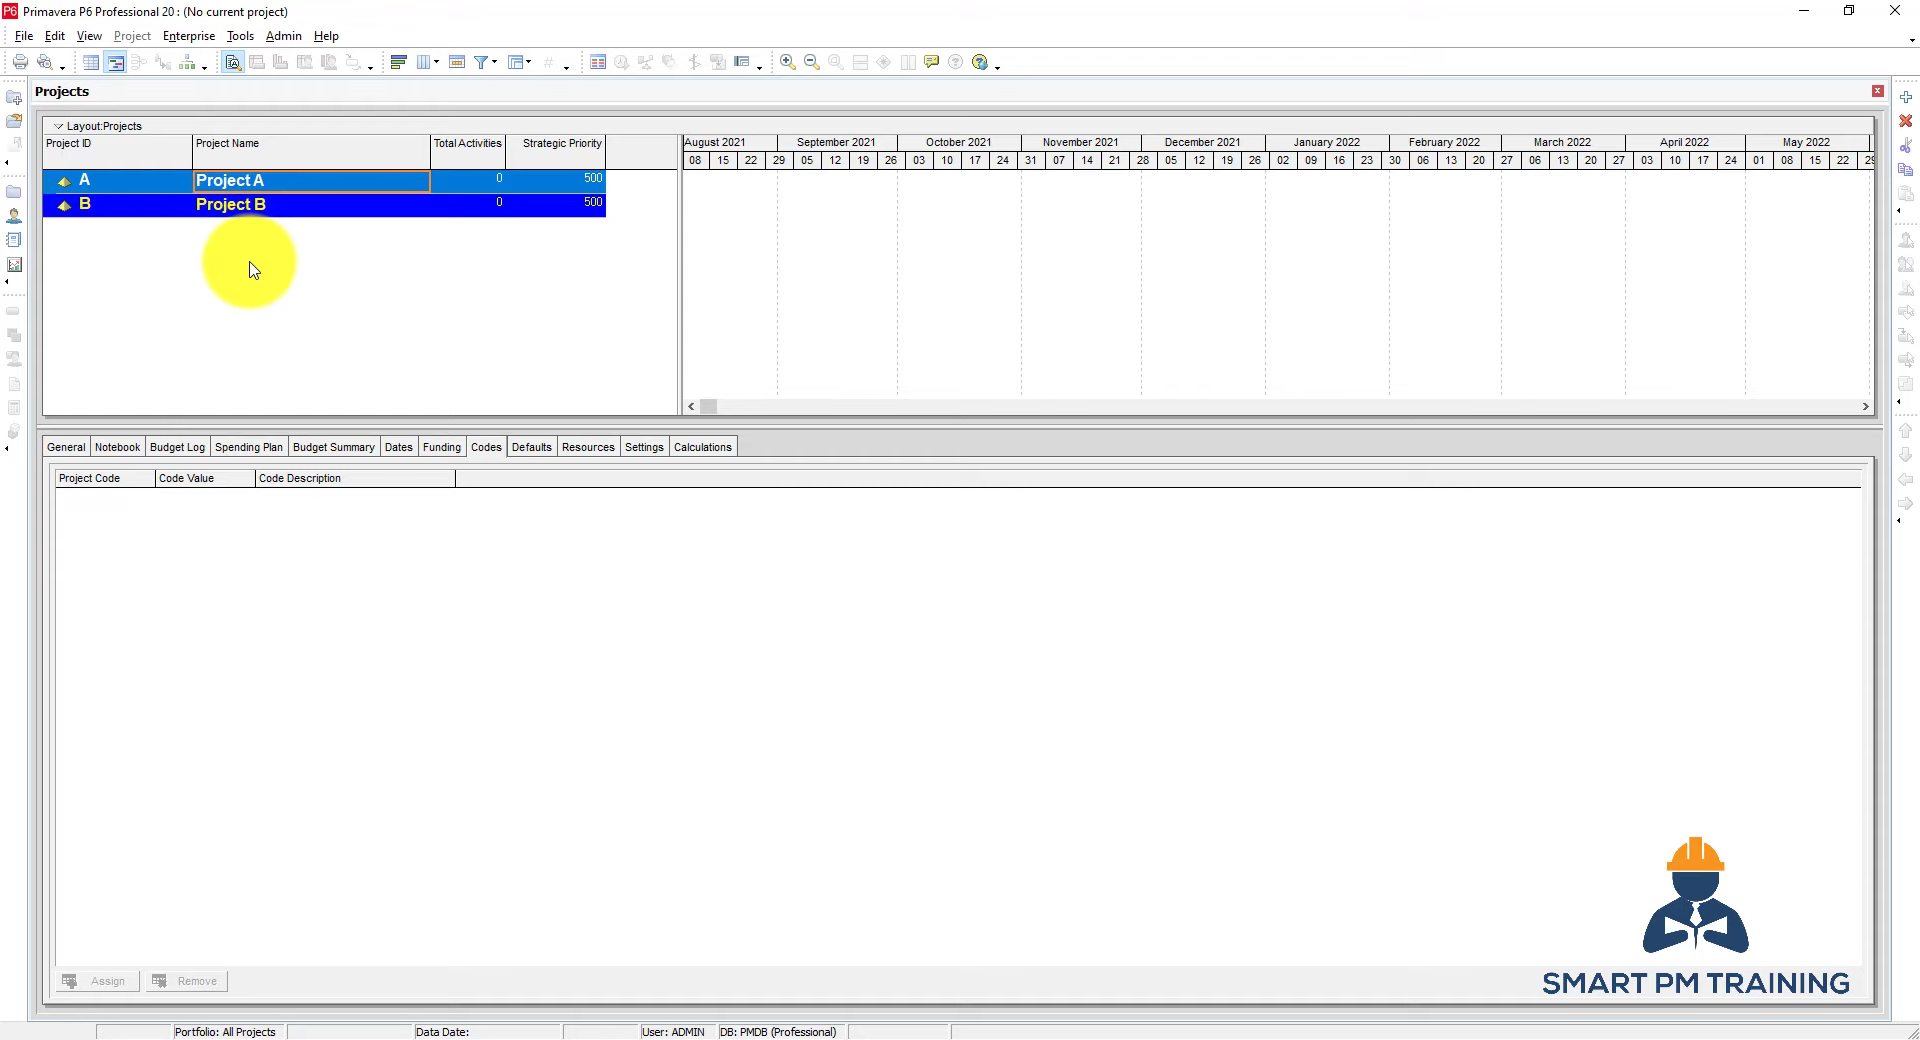 P6 Primavera P6 Professional 20 : (No current project)
File Edit View Project Enterprise Tools Admin Help
Projects
Layout:Projects
Project ID Project Name Total Activities Strategic Priority
August 2021 September 2021 October 2021 November 2021 December 2021 January 2022 February 2022 March 2022 April 2022 May 2022
08 15 22 29 05 12 19 26 03 10 17 24 31 07 14 21 28 05 12 19 26 02 09 16 23 30 06 13 20 27 06 13 20 27 03 10 17 24 01 08 15 22 29
A Project A 0 500
B Project B 0 500
General Notebook Budget Log Spending Plan Budget Summary Dates Funding Codes Defaults Resources Settings Calculations
Project Code Code Value Code Description
Assign Remove
SMART PM TRAINING
Portfolio: All Projects Data Date: User: ADMIN DB: PMDB (Professional)